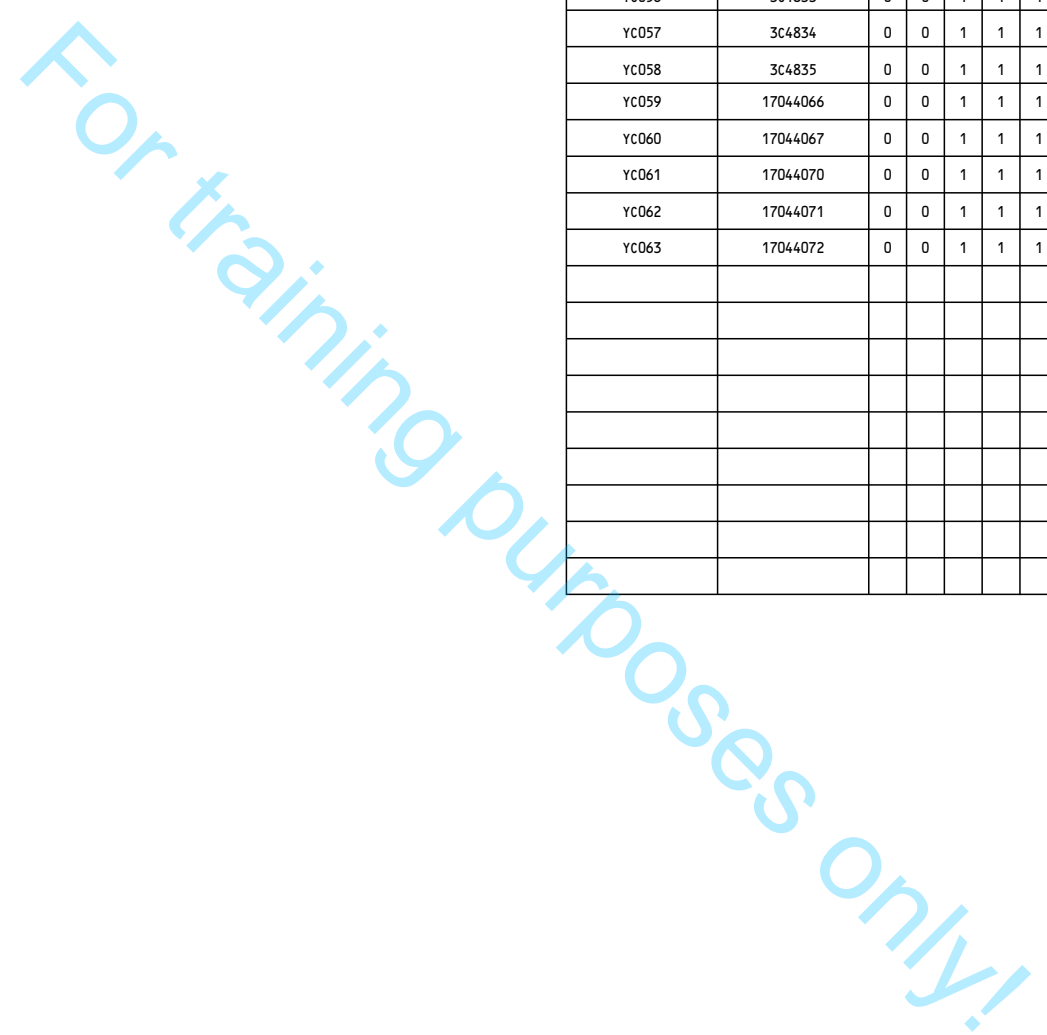 YC057 3C4834 0 0 1 1 1
YC058 3C4835 0 0 1 1 1
YC059 17044066 0 0 1 1 1
YC060 17044067 0 0 1 1 1
YC061 17044070 0 0 1 1 1
YC062 17044071 0 0 1 1 1
YC063 17044072 0 0 1 1 1
For training purposes only!